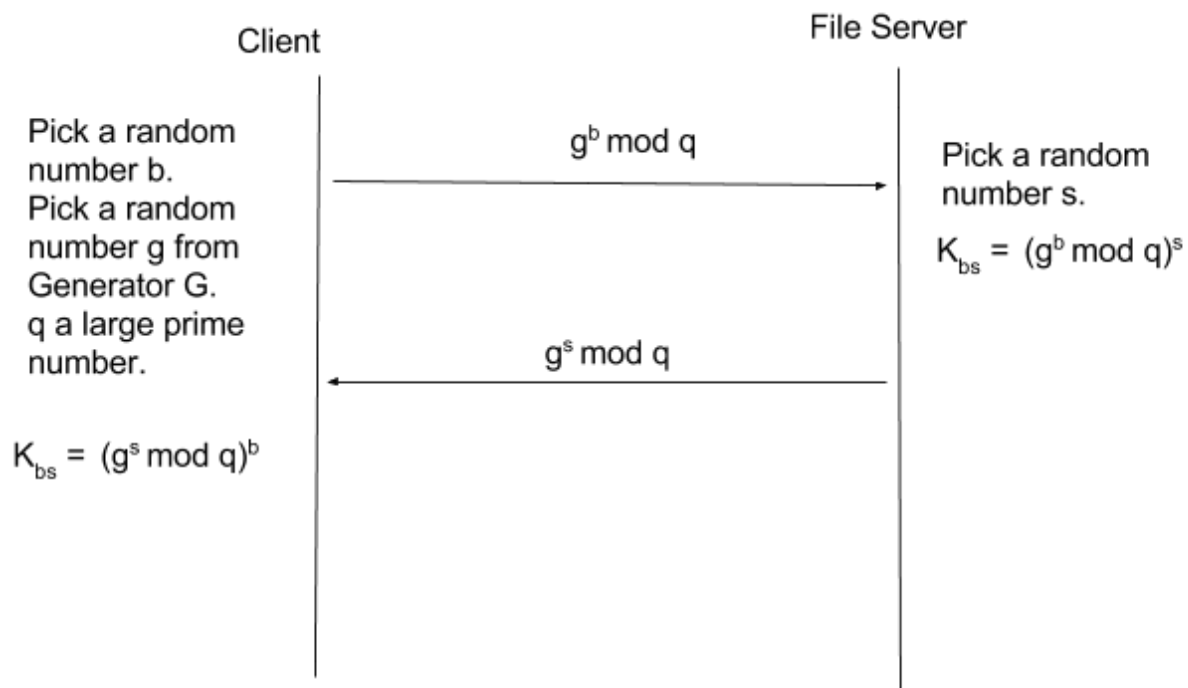 Client
File Server
Pick a random
number b.
Pick a random
number g from
Generator G.
q a large prime
number.
g^b mod q
Pick a random
number s.
K_bs = (g^b mod q)^s
g^s mod q
K_bs = (g^s mod q)^b